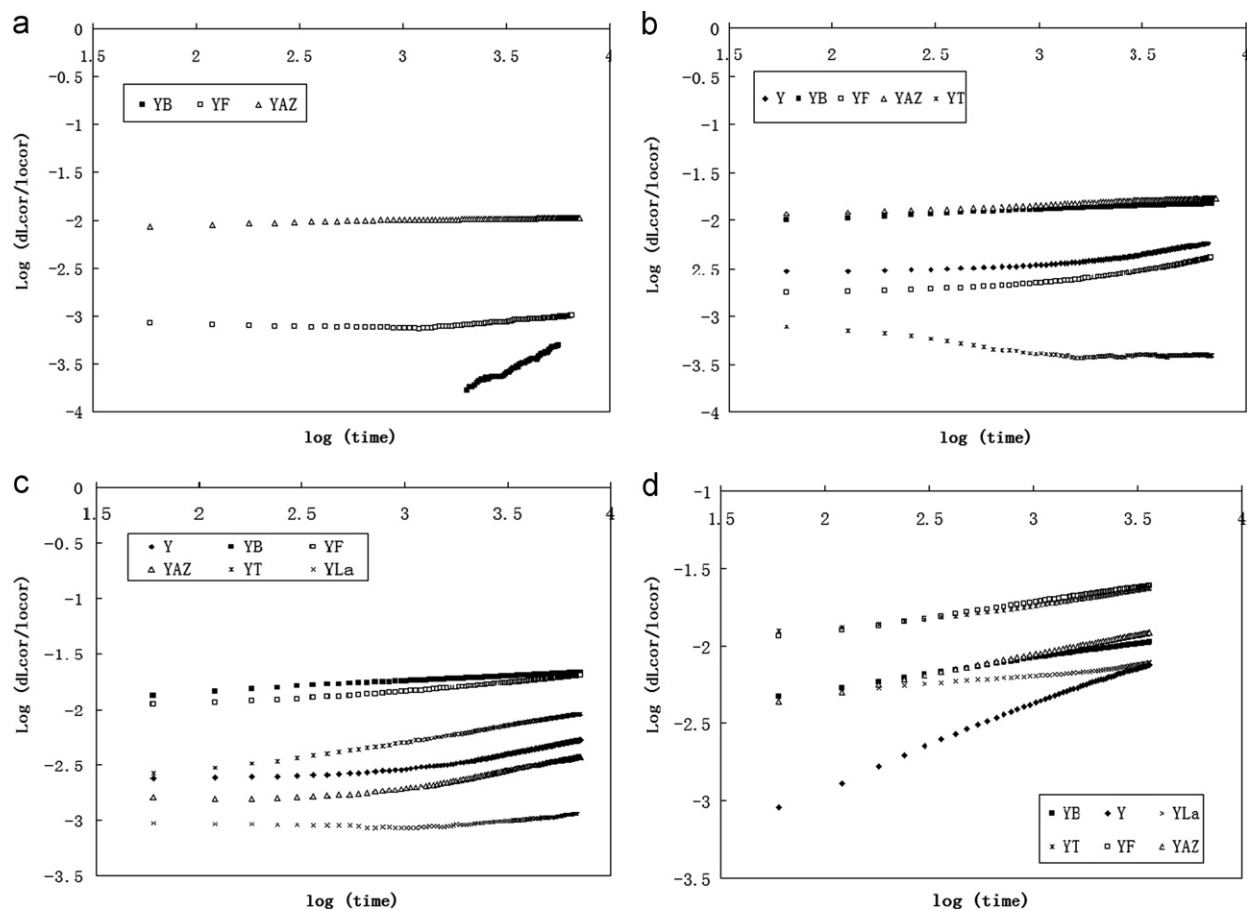 a
0
1.5 2 2.5 3 3.5 4
-0.5
YB YF YAZ
-1
-1.5
-2
-2.5
-3
-3.5
-4
Log (dLcor/locor)
log (time)
b
0
1.5 2 2.5 3 3.5 4
-0.5
Y YB YF YAZ YT
-1
-1.5
-2
-2.5
-3
-3.5
-4
Log (dLcor/locor)
log (time)
c
0
1.5 2 2.5 3 3.5 4
-0.5
Y YB YF
YAZ YT YLa
-1
-1.5
-2
-2.5
-3
-3.5
Log (dLcor/locor)
log (time)
d
-1
1.5 2 2.5 3 3.5 4
-1.5
-2
-2.5
-3
YB Y YLa
YT YF YAZ
-3.5
Log (dLcor/locor)
log (time)